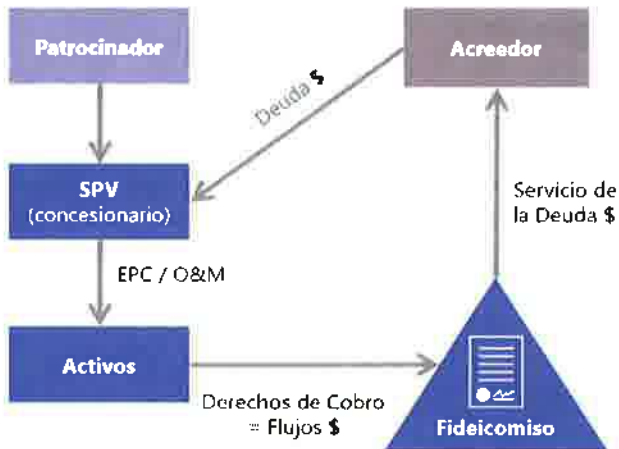 Patrocinador
Acreedor
Deuda $
SPV
(concesionario)
Servicio de
la Deuda $
EPC / O&M
Activos
Derechos de Cobro
= Flujos $
Fideicomiso